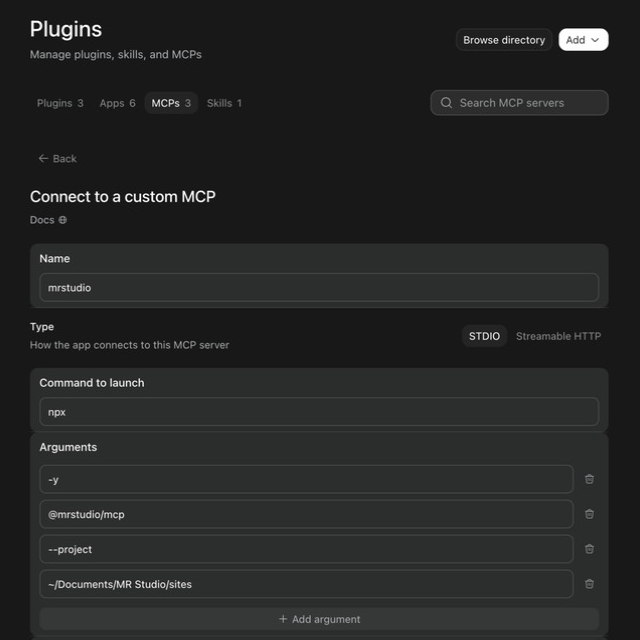 Plugins
Manage plugins, skills, and MCPs
Browse directory
Add
Plugins 3
Apps 6
MCPs 3
Skills 1
Search MCP servers
Back
Connect to a custom MCP
Docs
Name
mrstudio
Type
How the app connects to this MCP server
STDIO
Streamable HTTP
Command to launch
npx
Arguments
-y
@mrstudio/mcp
--project
~/Documents/MR Studio/sites
+ Add argument